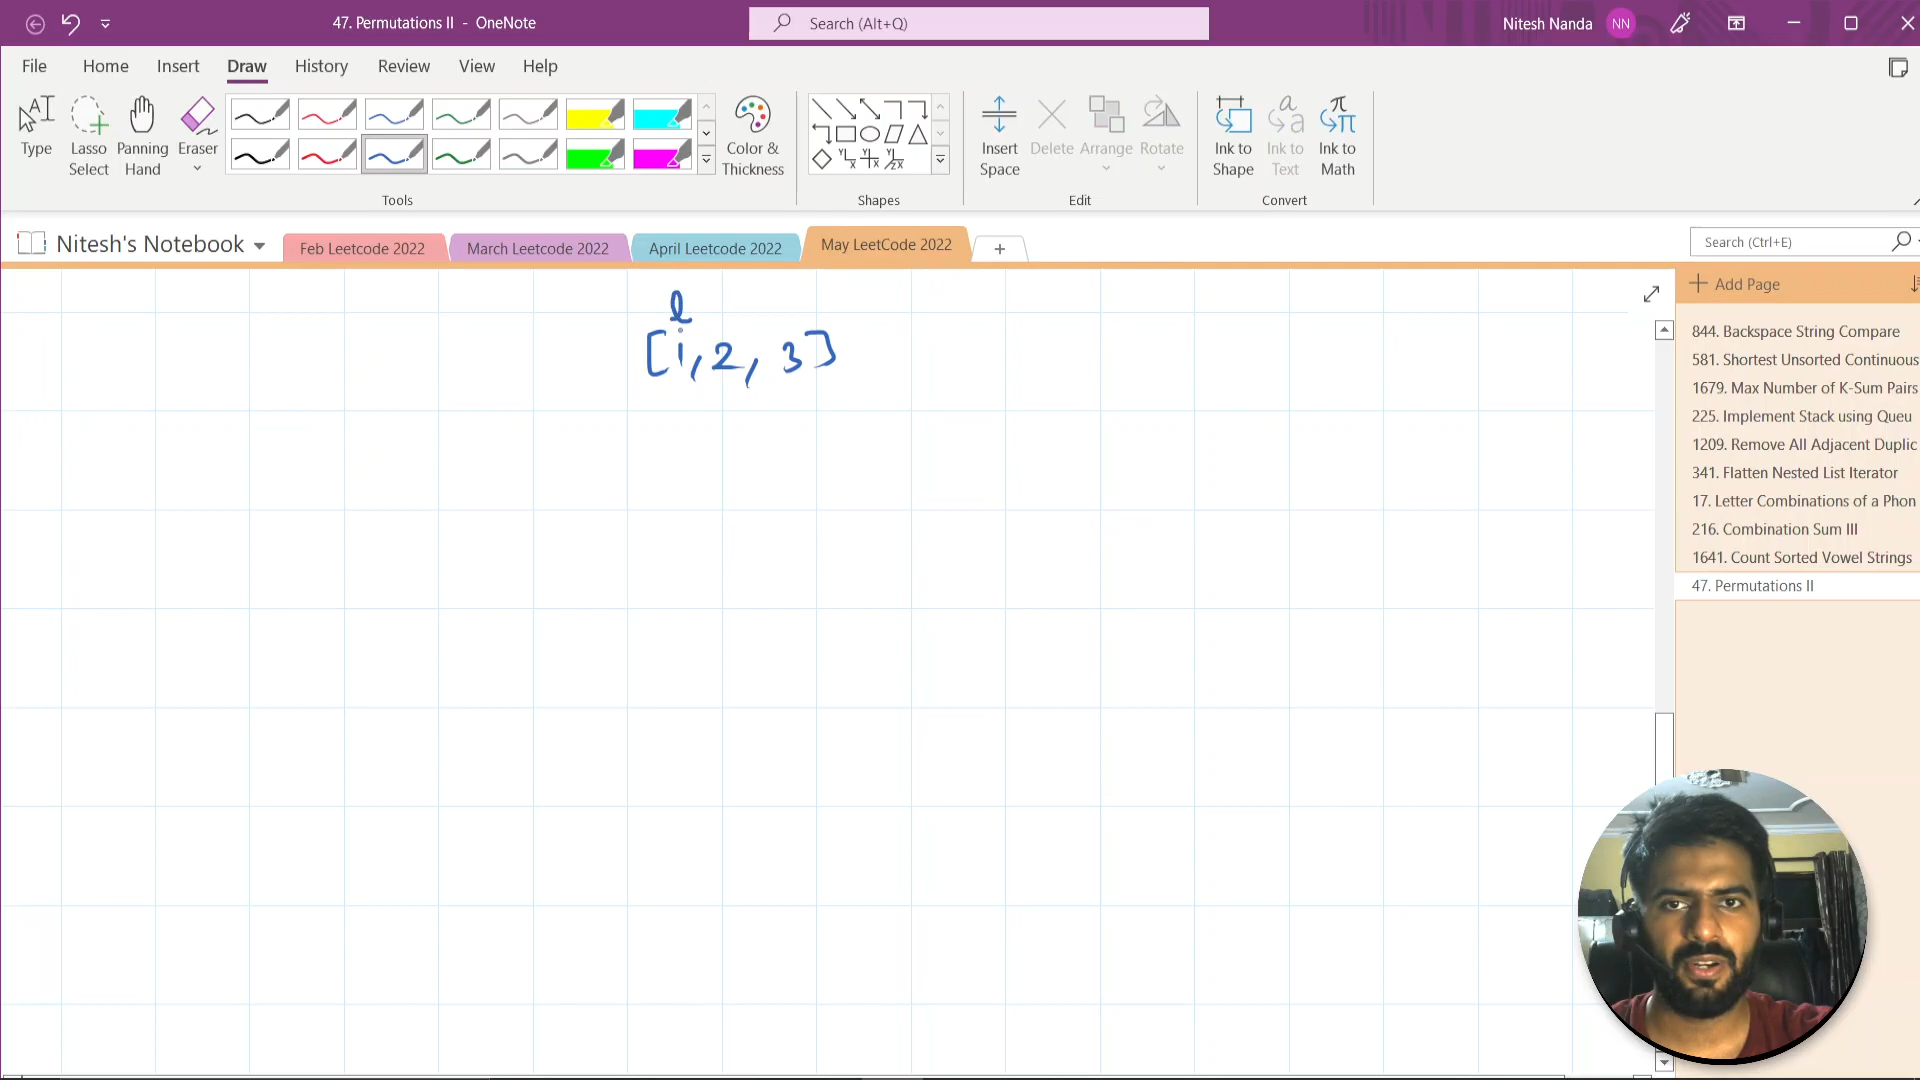 47. Permutations II - OneNote
Search (Alt+Q)
Nitesh Nanda
NN
File Home Insert Draw History Review View Help
Type
Lasso Select
Panning Hand
Eraser
Color & Thickness
Insert Space
Delete
Arrange
Rotate
Ink to Shape
Ink to Text
Ink to Math
Tools
Shapes
Edit
Convert
Nitesh's Notebook
Feb Leetcode 2022
March Leetcode 2022
April Leetcode 2022
May LeetCode 2022
Search (Ctrl+E)
Add Page
l
[1, 2, 3]
844. Backspace String Compare
581. Shortest Unsorted Continuous
1679. Max Number of K-Sum Pairs
225. Implement Stack using Queu
1209. Remove All Adjacent Duplic
341. Flatten Nested List Iterator
17. Letter Combinations of a Phon
216. Combination Sum III
1641. Count Sorted Vowel Strings
47. Permutations II